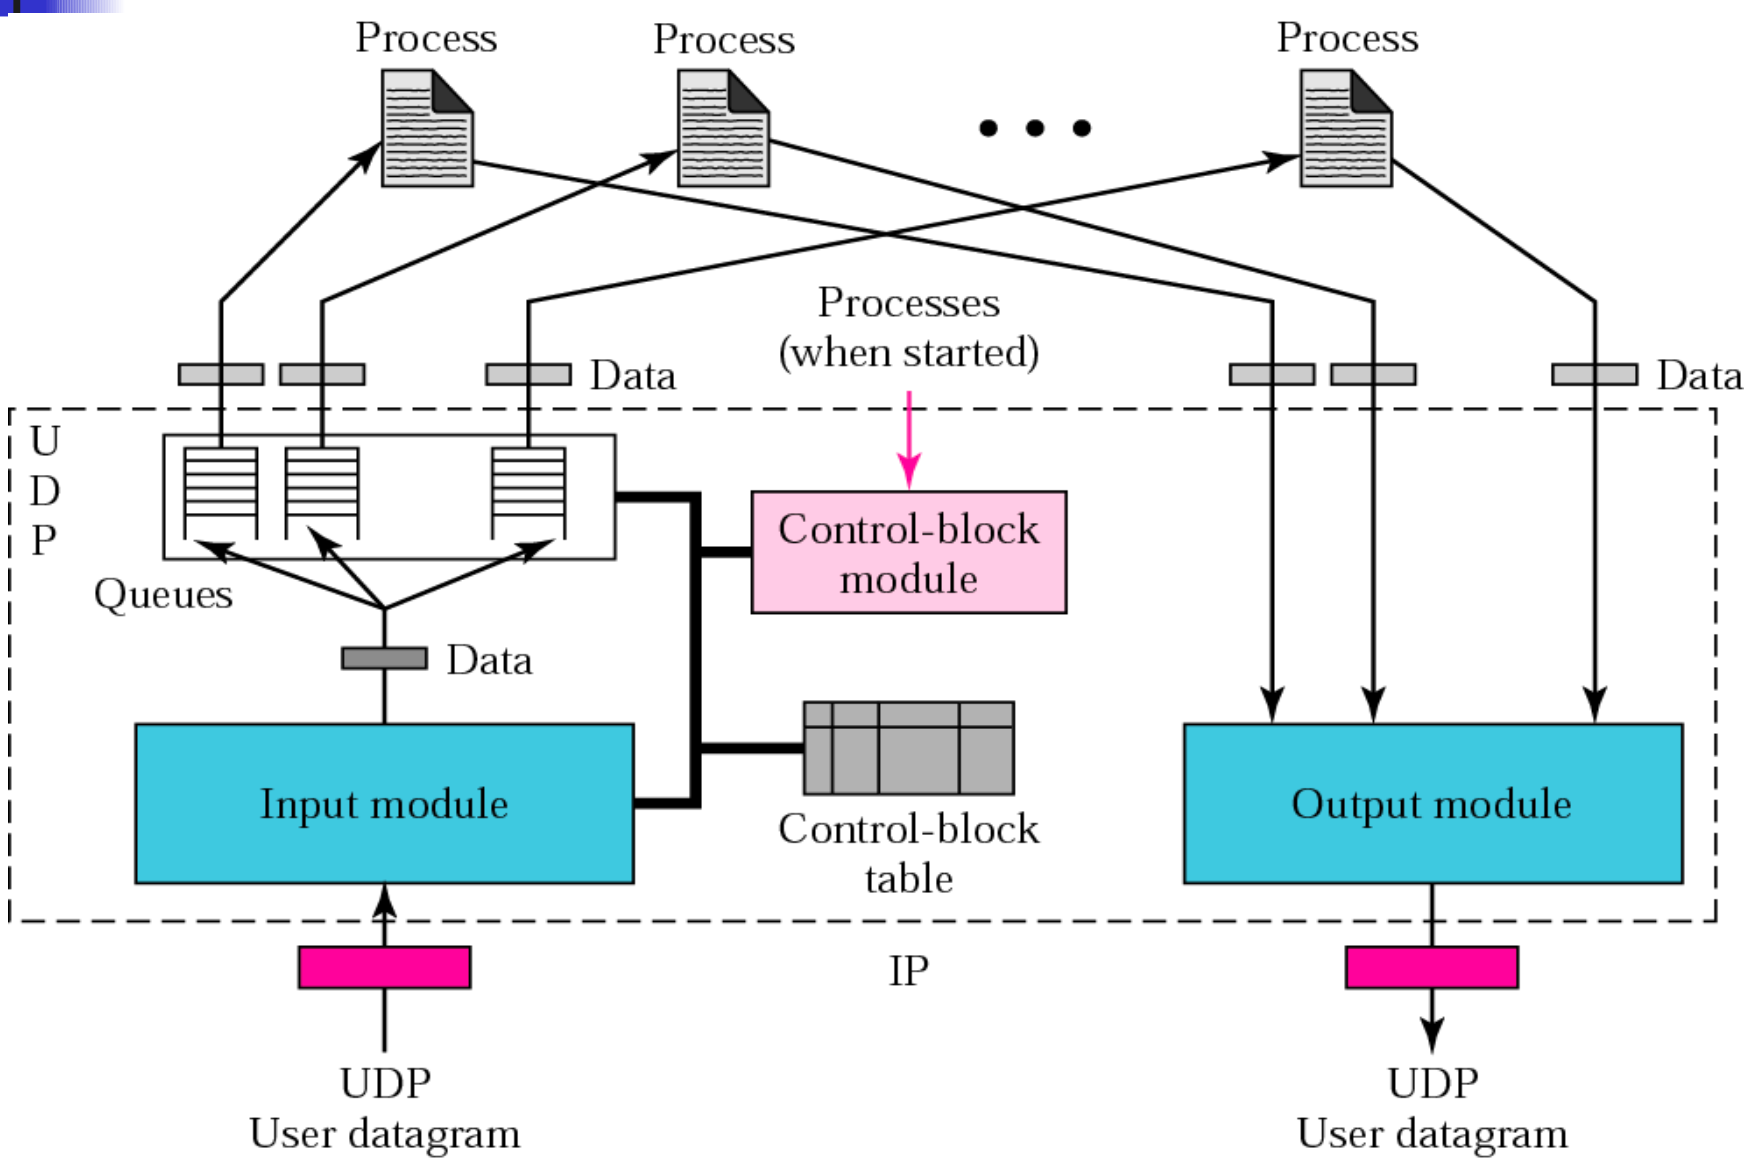 Process
Process
Process
Processes
(when started)
Data
Data
U
D
P
Control-block
module
Queues
Data
Input module
Output module
Control-block
table
IP
UDP
User datagram
UDP
User datagram